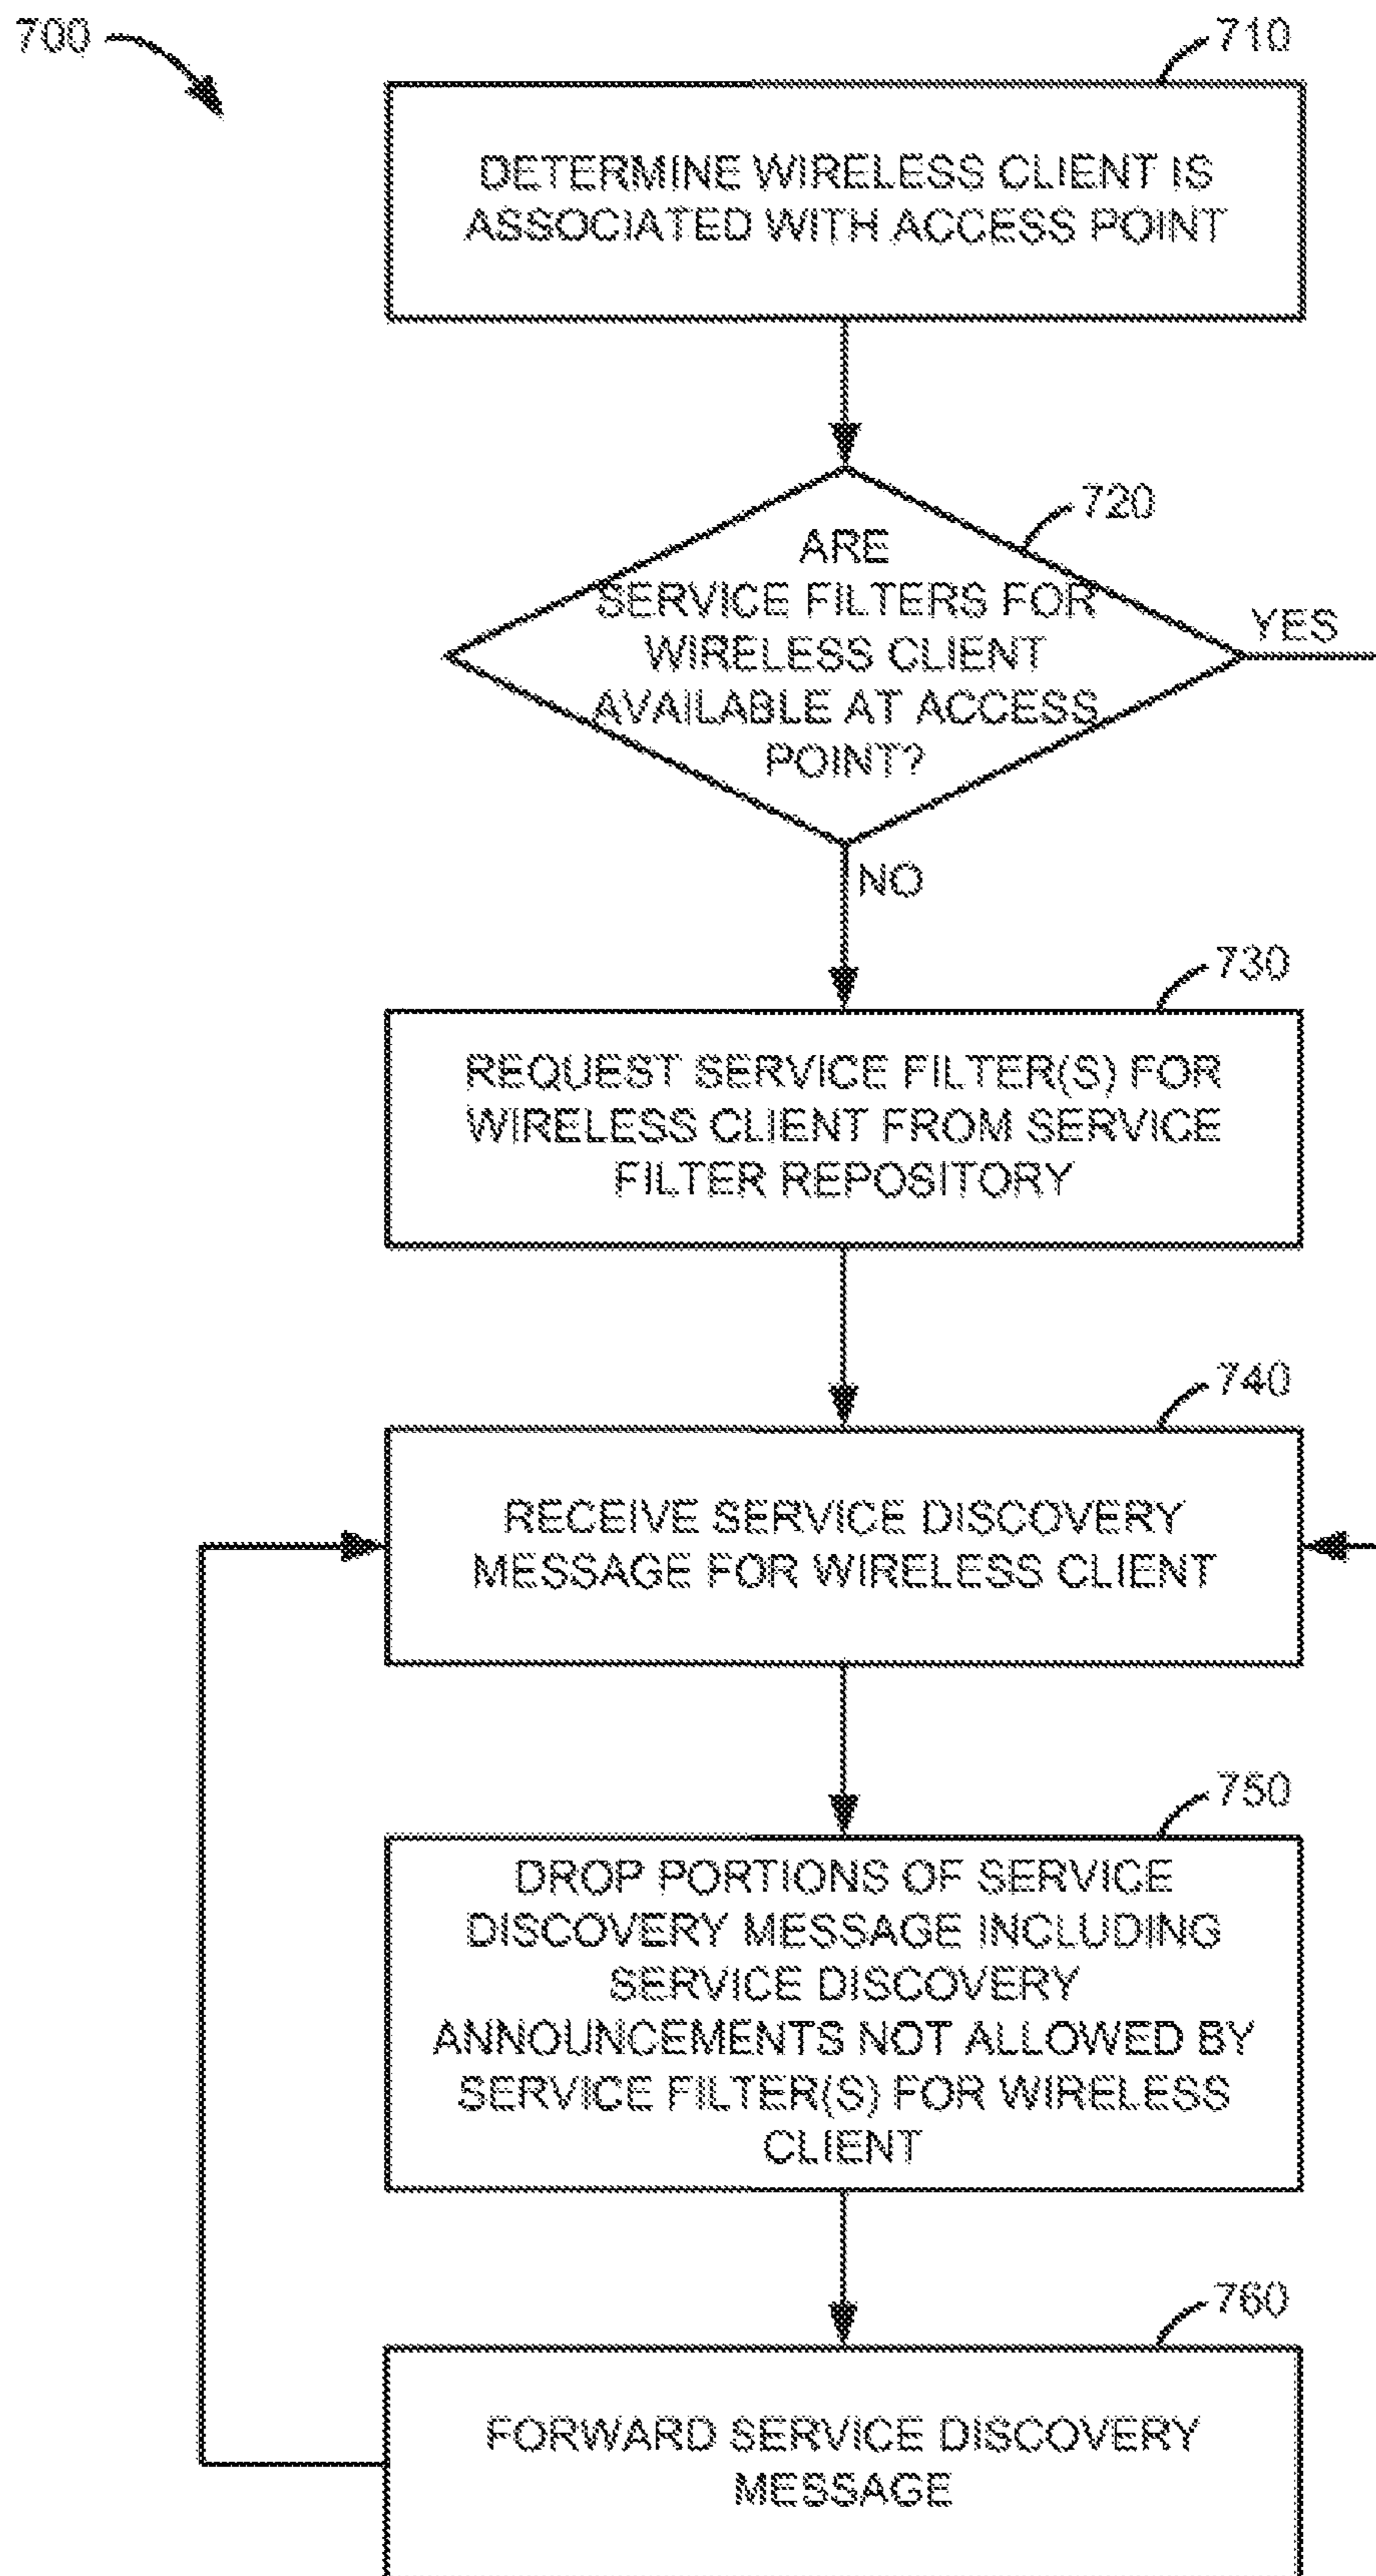 700
710
DETERMINE WIRELESS CLIENT IS
ASSOCIATED WITH ACCESS POINT
720
ARE
SERVICE FILTERS FOR
WIRELESS CLIENT
AVAILABLE AT ACCESS
POINT?
YES
NO
730
REQUEST SERVICE FILTER(S) FOR
WIRELESS CLIENT FROM SERVICE
FILTER REPOSITORY
740
RECEIVE SERVICE DISCOVERY
MESSAGE FOR WIRELESS CLIENT
750
DROP PORTIONS OF SERVICE
DISCOVERY MESSAGE INCLUDING
SERVICE DISCOVERY
ANNOUNCEMENTS NOT ALLOWED BY
SERVICE FILTER(S) FOR WIRELESS
CLIENT
760
FORWARD SERVICE DISCOVERY
MESSAGE